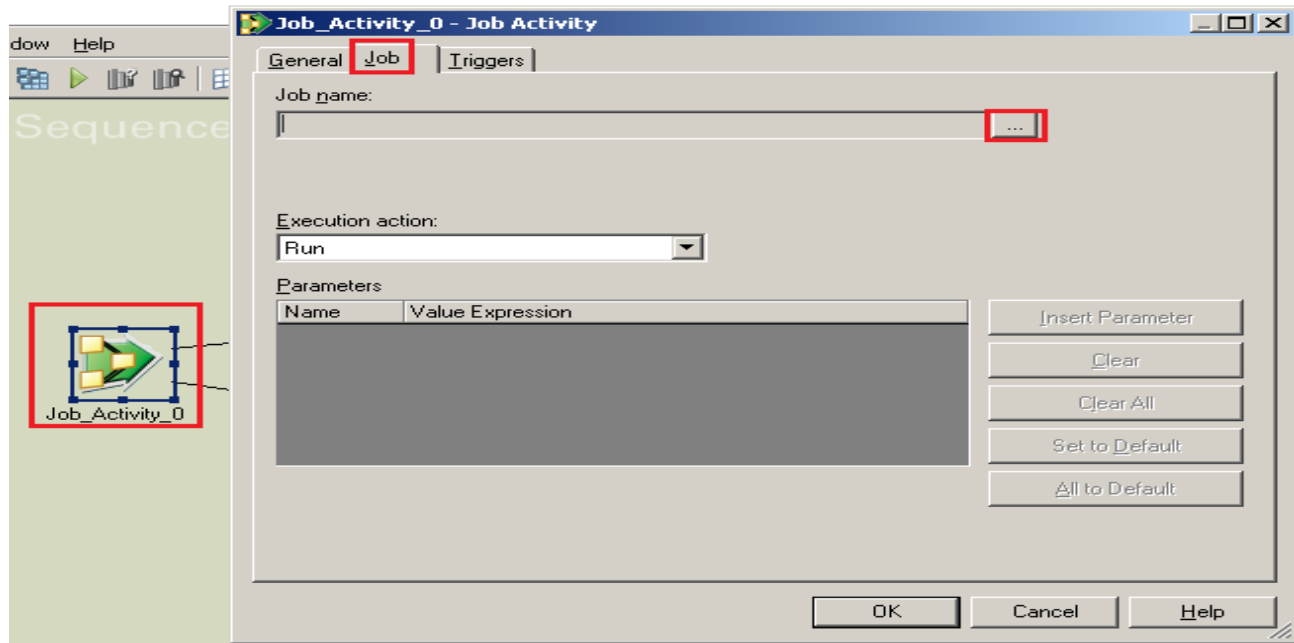 Job_Activity_0 - Job Activity
dow Help
General Job Triggers
Sequence
Job name:
...
Execution action:
Run
Parameters
Name Value Expression
Insert Parameter
Clear
Clear All
Set to Default
All to Default
Job_Activity_0
OK Cancel Help